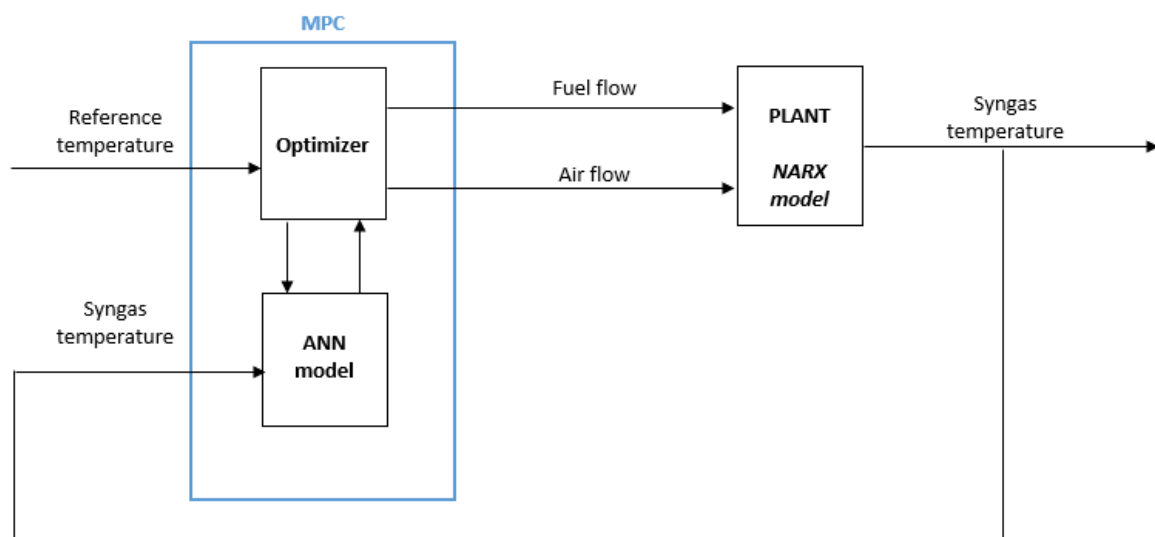 MPC
Reference
temperature
Optimizer
Fuel flow
Air flow
PLANT
NARX
model
Syngas
temperature
Syngas
temperature
ANN
model